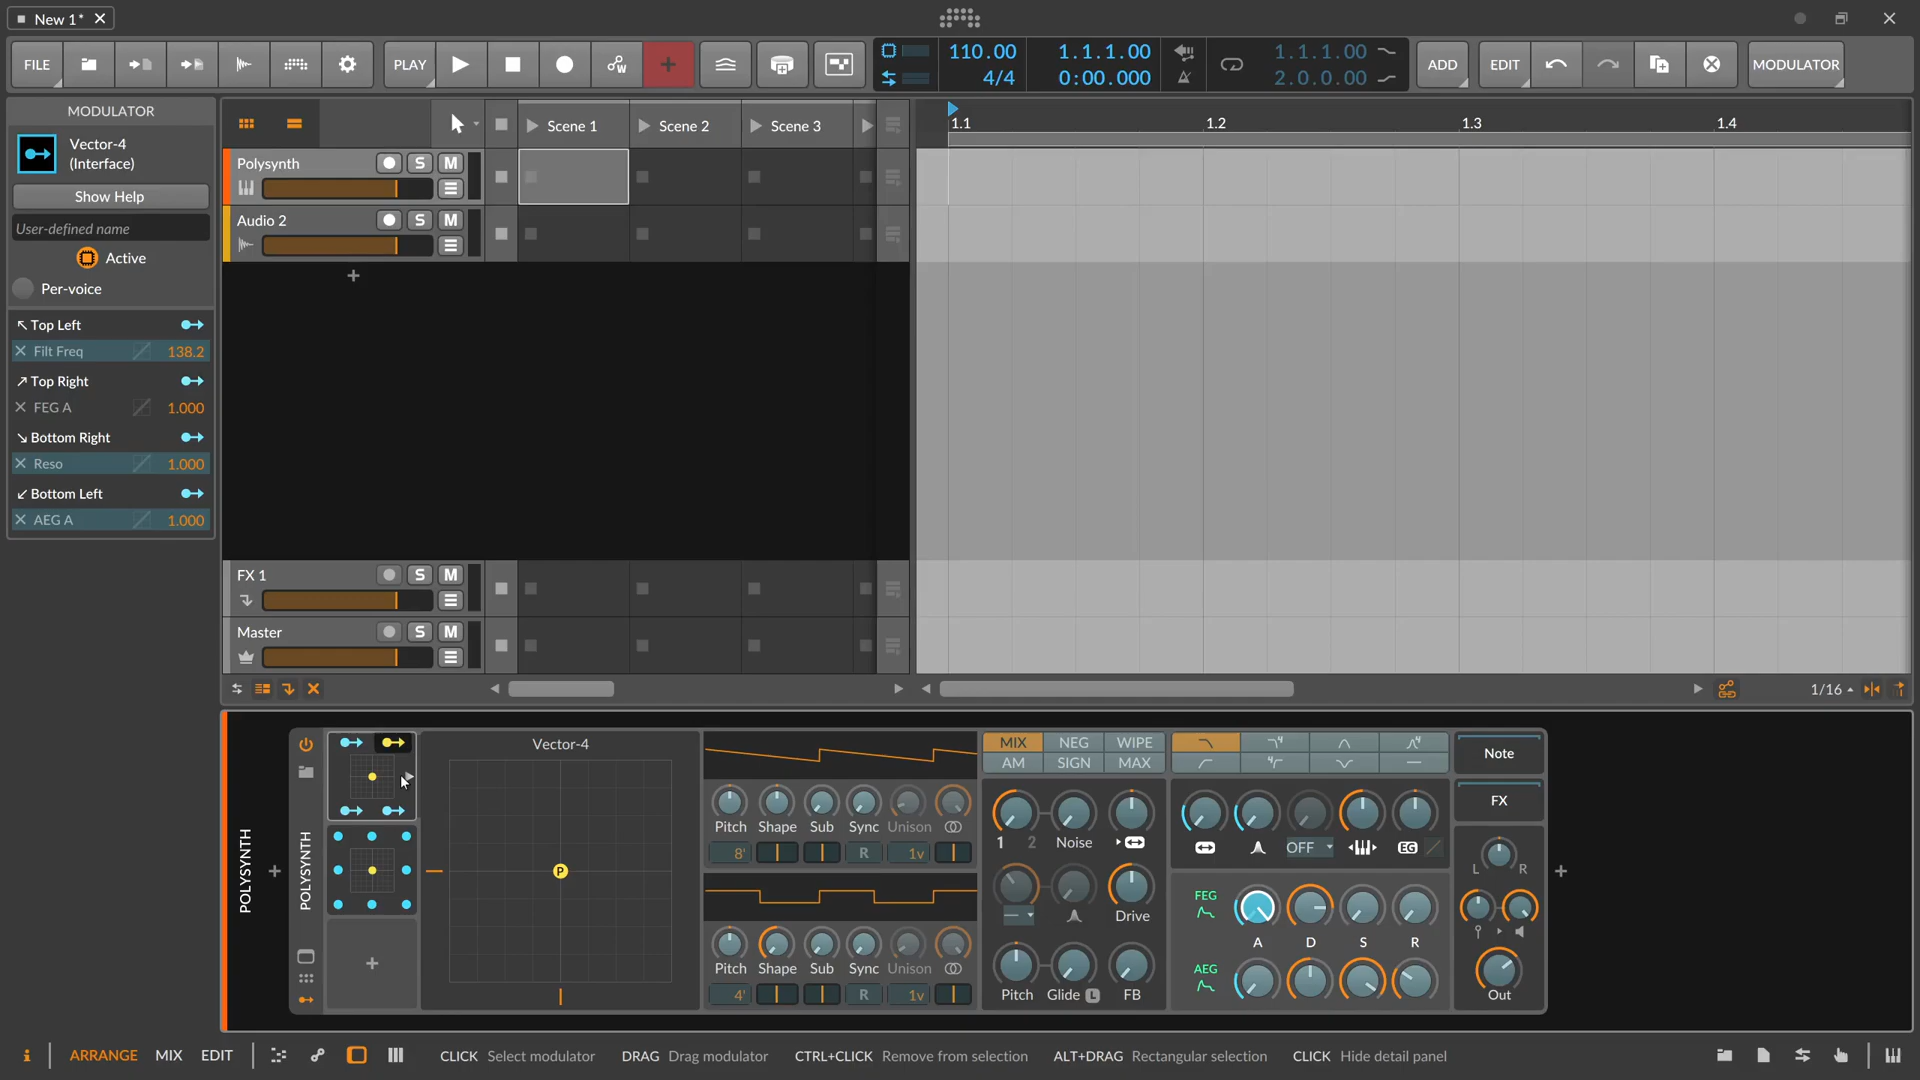 New 1*
FILE
PLAY
110.00
4/4
1.1.1.00
0:00.000
1.1.1.00
2.0.0.00
ADD
EDIT
MODULATOR
MODULATOR
Vector-4
(Interface)
Show Help
User-defined name
Active
Per-voice
Top Left
Filt Freq 138.2
Top Right
FEG A 1.000
Bottom Right
Reso 1.000
Bottom Left
AEG A 1.000
Scene 1
Scene 2
Scene 3
Polysynth S M
Audio 2 S M
FX 1 S M
Master S M
1.1
1.2
1.3
1.4
1/16
POLYSYNTH
POLYSYNTH
Vector-4
P
Pitch Shape Sub Sync Unison
8' R 1v
Pitch Shape Sub Sync Unison
4' R 1v
MIX NEG WIPE
AM SIGN MAX
1 2 Noise
Drive
Pitch Glide L FB
OFF EG
FEG
A D S R
AEG
Note
FX
L R
Out
i ARRANGE MIX EDIT
CLICK Select modulator DRAG Drag modulator CTRL+CLICK Remove from selection ALT+DRAG Rectangular selection CLICK Hide detail panel